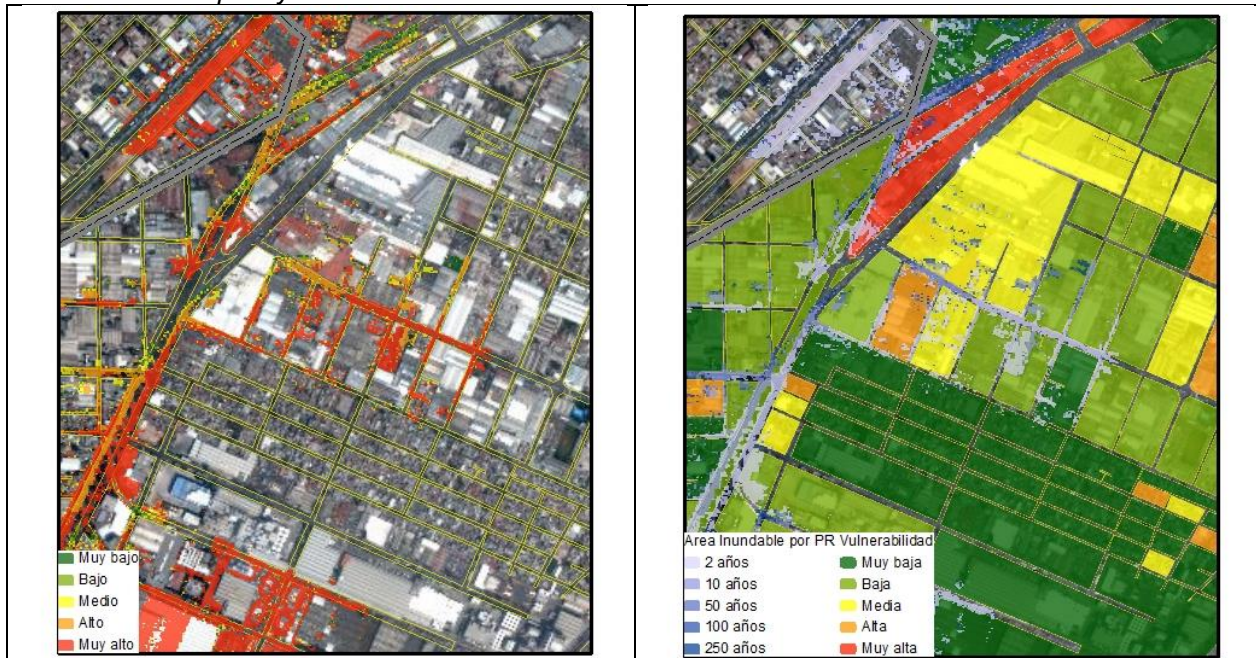 Muy bajo
Bajo
Medio
Alto
Muy alto
Area Inundable por PR Vulnerabilidad
2 años Muy baja
10 años Baja
50 años Media
100 años Alta
250 años Muy alta